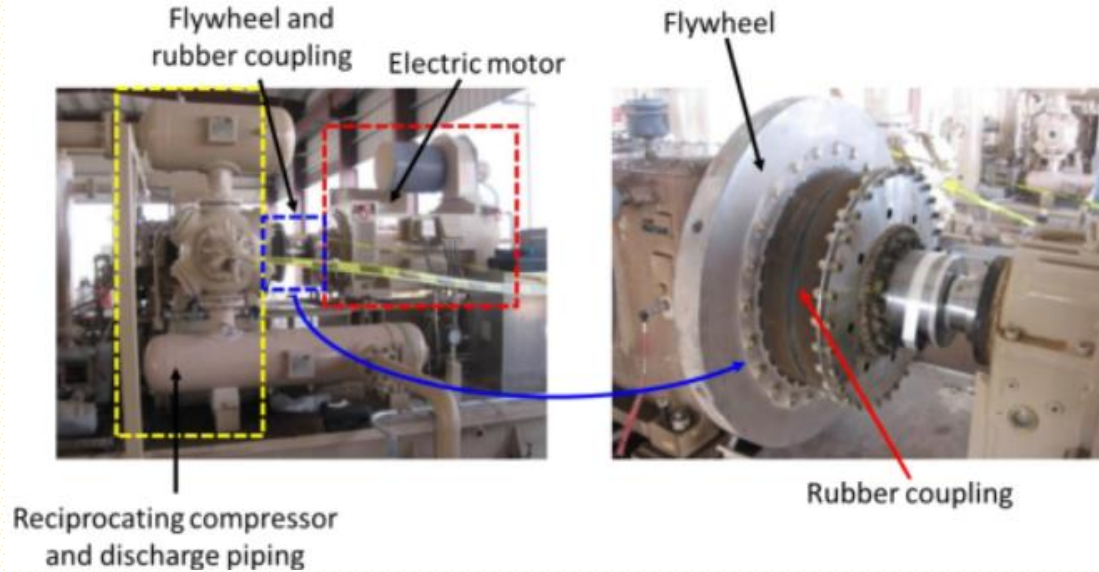 Flywheel and
rubber coupling
Electric motor
Flywheel
Reciprocating compressor
and discharge piping
Rubber coupling